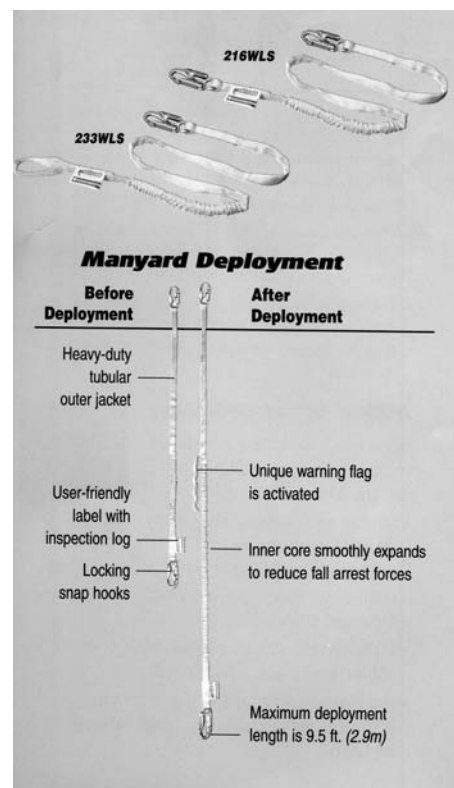 216WLS
233WLS
Manyard Deployment
Before
Deployment
After
Deployment
Heavy-duty
tubular
outer jacket
Unique warning flag
is activated
User-friendly
label with
inspection log
Inner core smoothly expands
to reduce fall arrest forces
Locking
snap hooks
Maximum deployment
length is 9.5 ft. (2.9m)